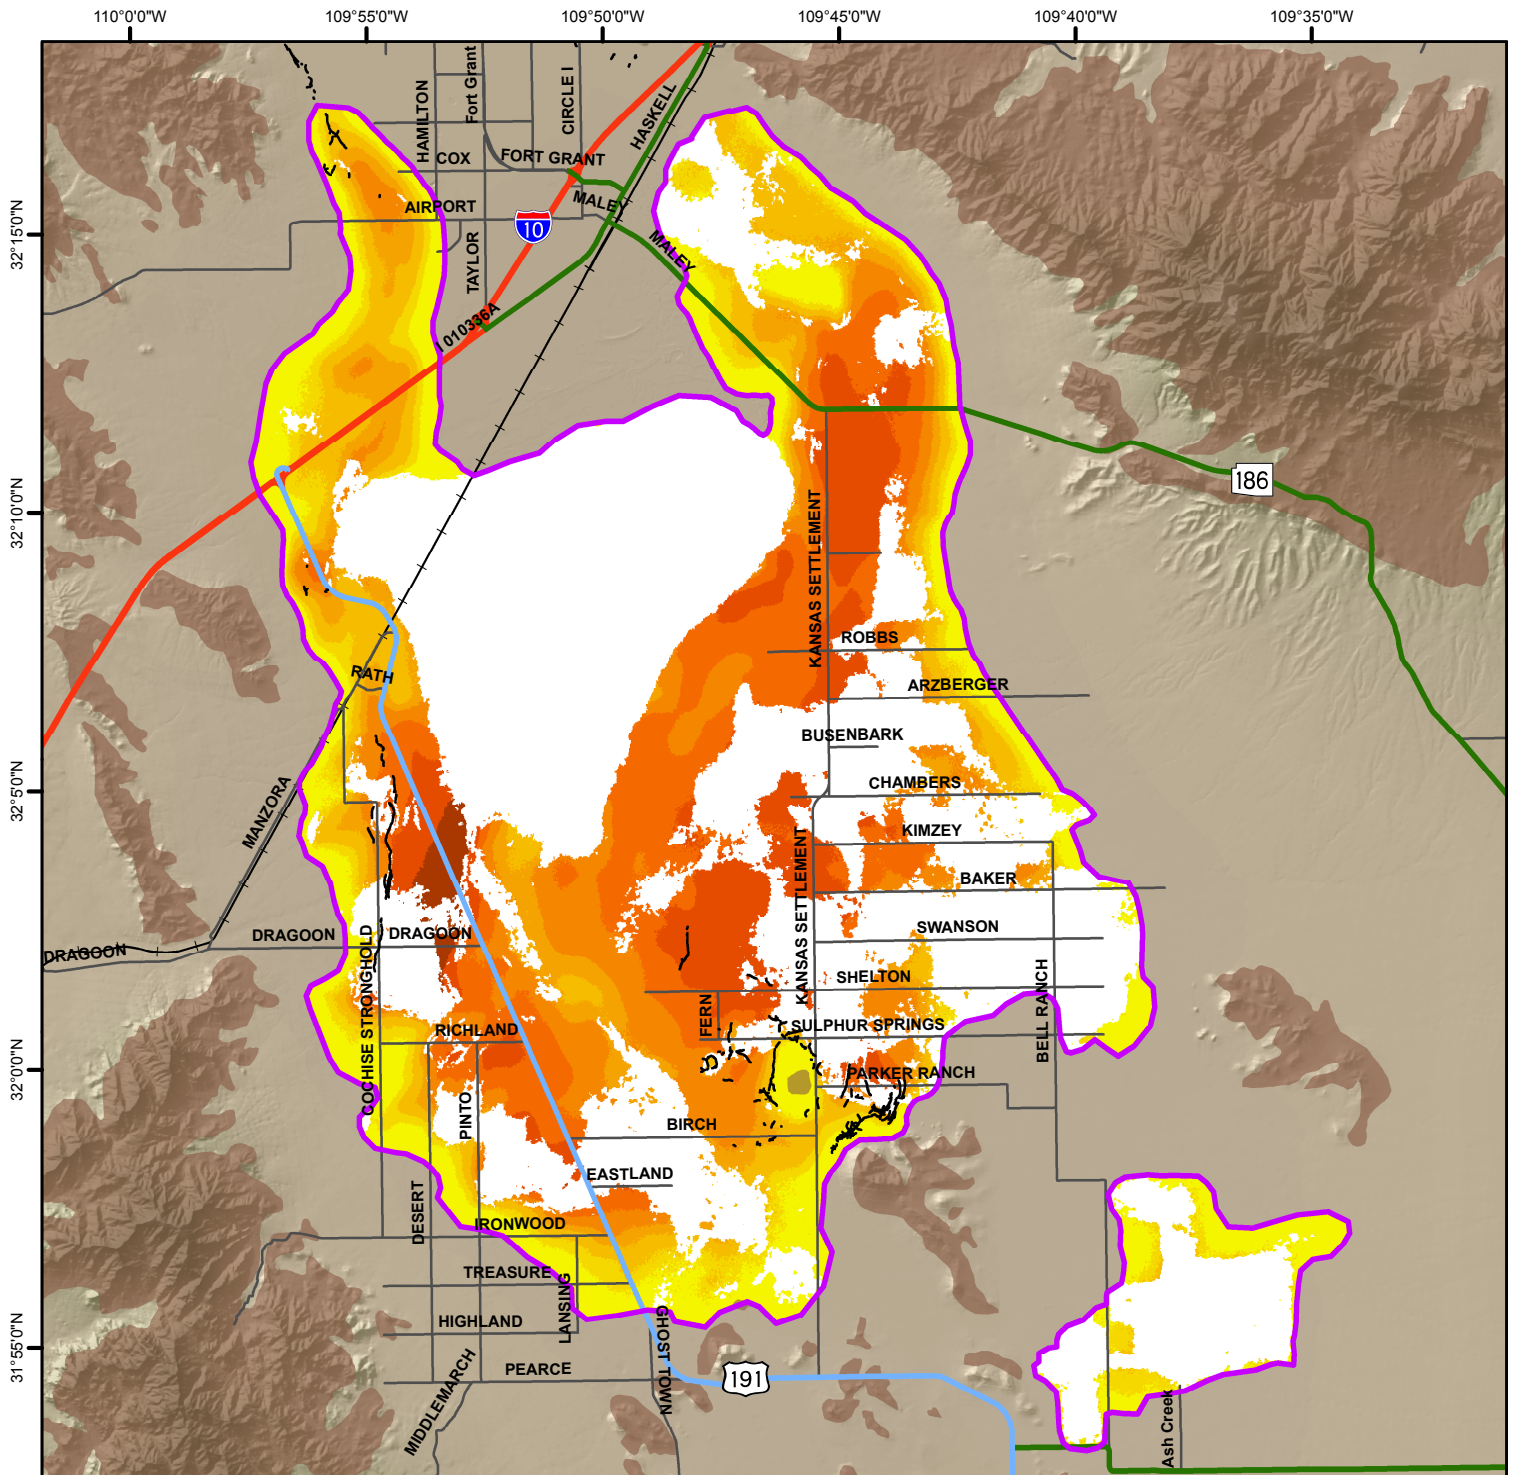 110°0'0"W
109°55'0"W
109°50'0"W
109°45'0"W
109°40'0"W
109°35'0"W
32°15'0"N
32°10'0"N
32°5'0"N
32°0'0"N
31°55'0"N
HAMILTON
Fort Grant
CIRCLE I
HASKELL
COX
FORT GRANT
AIRPORT
MALEY
10
MALEY
TAYLOR
I 010336A
186
KANSAS SETTLEMENT
ROBBS
RATH
ARZBERGER
BUSENBARK
CHAMBERS
MANZORA
KIMZEY
KANSAS SETTLEMENT
BAKER
DRAGOON
DRAGOON
DRAGOON
SWANSON
COCHISE STRONGHOLD
SHELTON
BELL RANCH
FERN
RICHLAND
SULPHUR SPRINGS
PARKER RANCH
PINTO
BIRCH
EASTLAND
DESERT
IRONWOOD
TREASURE
LANSING
HIGHLAND
GHOST TOWN
PEARCE
191
MIDDLEMARCH
Ash Creek